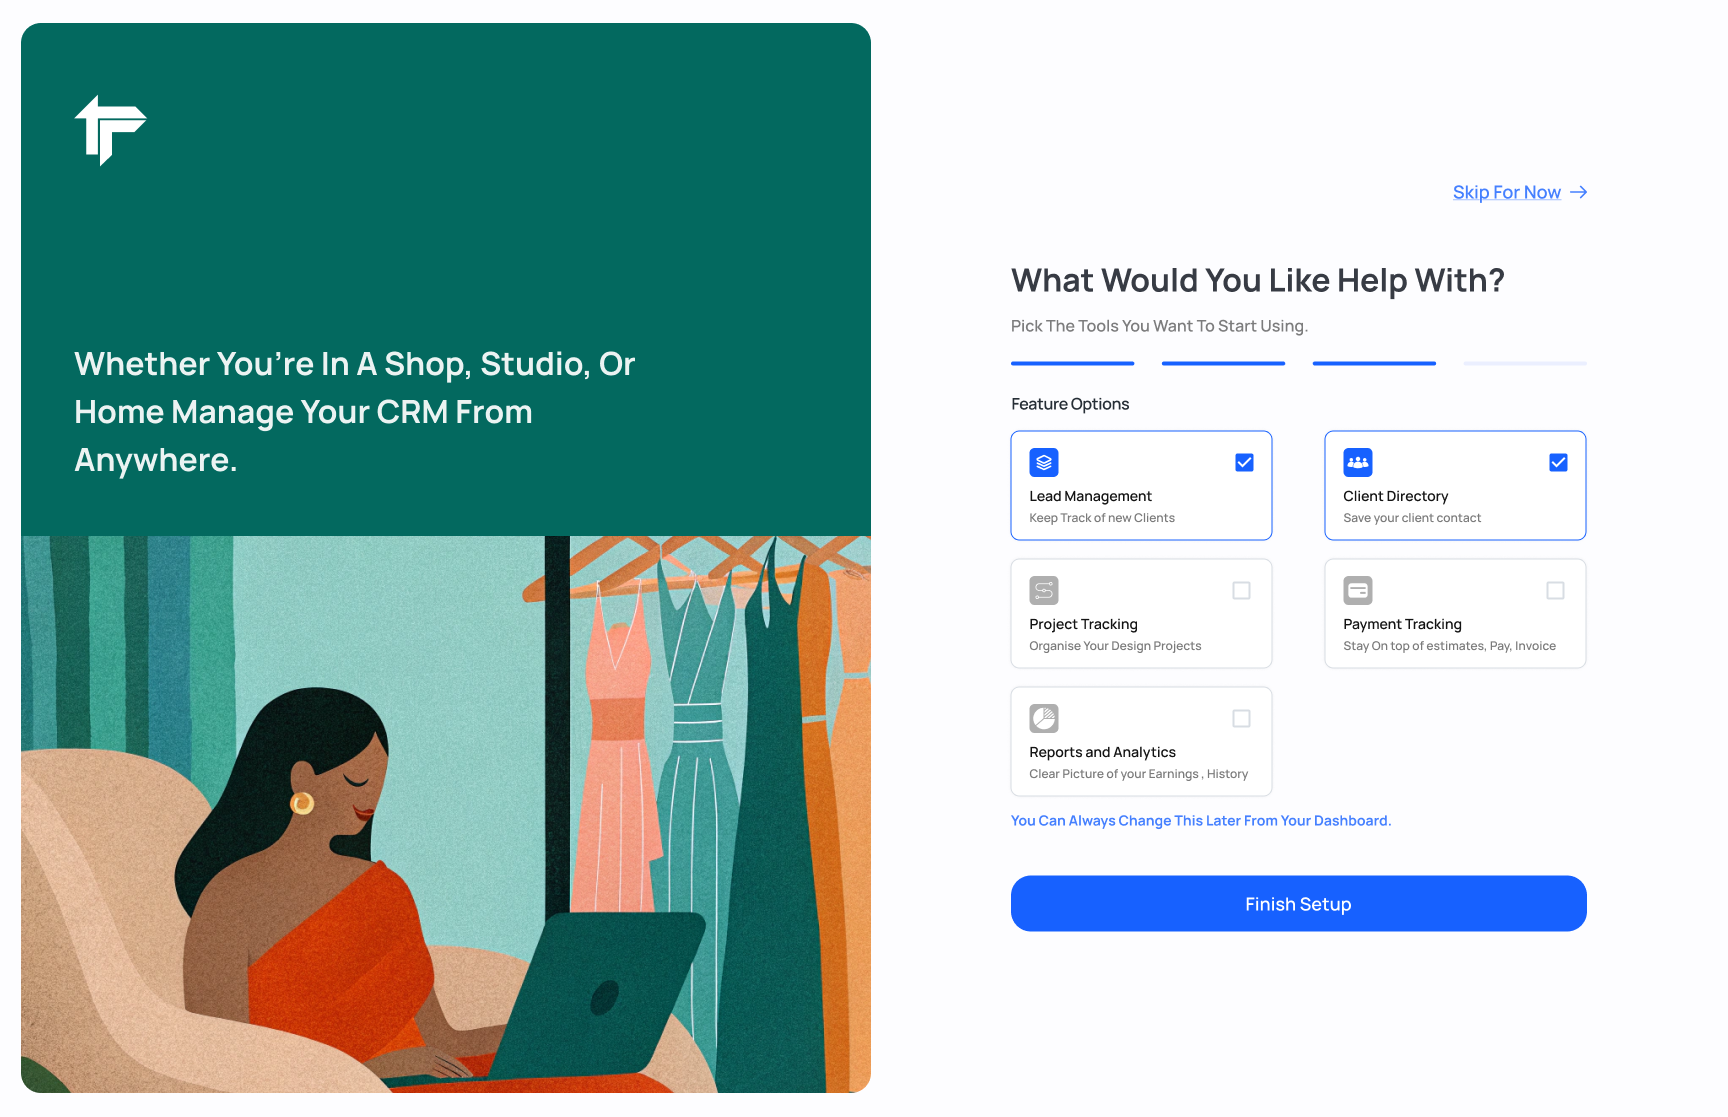 Whether You're In A Shop, Studio, Or
Home Manage Your CRM From
Anywhere.
Skip For Now
What Would You Like Help With?
Pick The Tools You Want To Start Using.
Feature Options
Lead Management
Keep Track of new Clients
Client Directory
Save your client contact
Project Tracking
Organise Your Design Projects
Payment Tracking
Stay On top of estimates, Pay, Invoice
Reports and Analytics
Clear Picture of your Earnings , History
You Can Always Change This Later From Your Dashboard.
Finish Setup